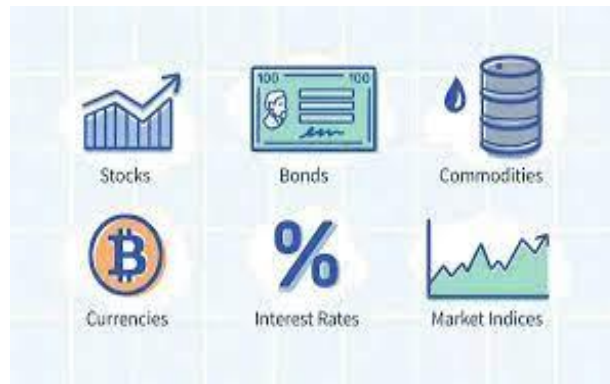 100 100
Stocks
Bonds
Commodities
Currencies
Interest Rates
Market Indices